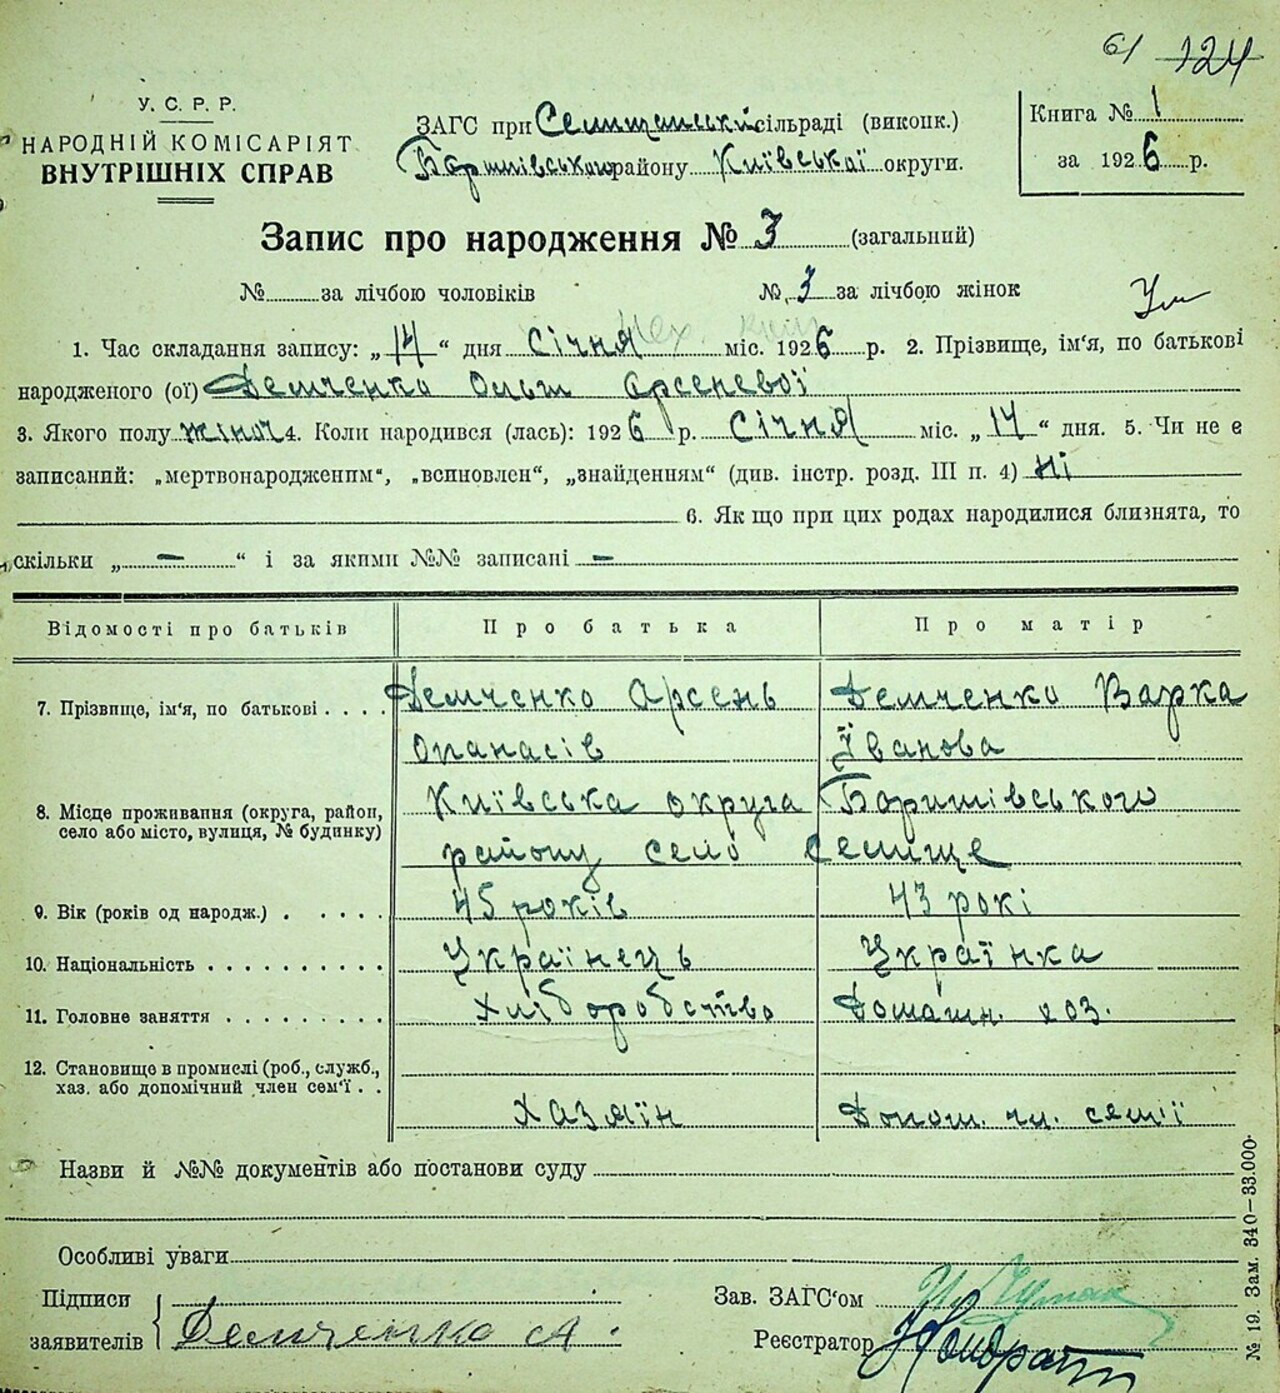 61 124
У. С. Р. Р.
НАРОДНІЙ КОМІСАРІЯТ
ВНУТРІШНІХ СПРАВ
ЗАГС при Семищанській сільраді (виконк.)
Баришівського району Київської округи.
Книга № 1
за 1926 р.
Запис про народження № 3 (загальний)
№ за лічбою чоловіків № 3 за лічбою жінок
1. Час складання запису: „14“ дня Січня міс. 1926 р. 2. Прізвище, ім'я, по батькові
народженого (ої) Демченко Ольги Арсеневої
3. Якого полу жіноч 4. Коли народився (лась): 1926 р. Січня міс. „14“ дня. 5. Чи не є
записаний: „мертвонародженим“, „всиновлен“, „знайденням“ (див. інстр. розд. III п. 4) Ні
6. Як що при цих родах народилися близнята, то
скільки „ — “ і за якими №№ записані —
Відомості про батьків Про батька Про матір
7. Прізвище, ім'я, по батькові . . . . Демченко Арсень Демченко Варка
Опанасів Іванова
8. Місце проживання (округа, район, Київська округа Баришівського
село або місто, вулиця, № будинку) району село Семище
9. Вік (років од народж.) . . . . . 45 років 43 рокі
10. Національність . . . . . . . . . . Українець Українка
11. Головне заняття . . . . . . . . . Хліборобство Домашн. хоз.
12. Становище в промислі (роб., служб.,
хаз. або допомічний член сем'ї . . Хазяїн Допом. чл. семії
Назви й №№ документів або постанови суду
Особливі уваги
Підписи
заявителів Демченко А.
Зав. ЗАГС'ом
Реєстратор
№ 19. Зам. 340—33.000.